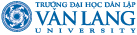 TRƯỜNG ĐẠI HỌC DÂN LẬP
VĂN LANG
UNIVERSITY